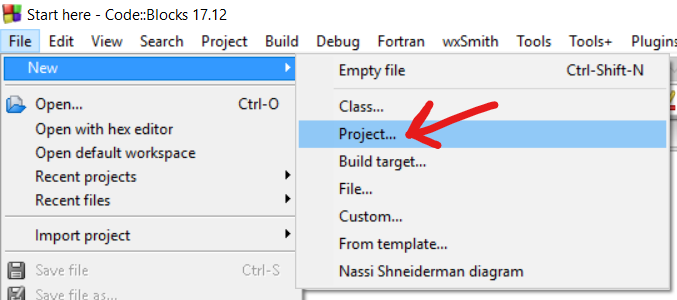 Start here - Code::Blocks 17.12
File Edit View Search Project Build Debug Fortran wxSmith Tools Tools+ Plugins
New
Open... Ctrl-O
Open with hex editor
Open default workspace
Recent projects
Recent files
Import project
Save file Ctrl-S
Save file as...
Empty file Ctrl-Shift-N
Class...
Project...
Build target...
File...
Custom...
From template...
Nassi Shneiderman diagram